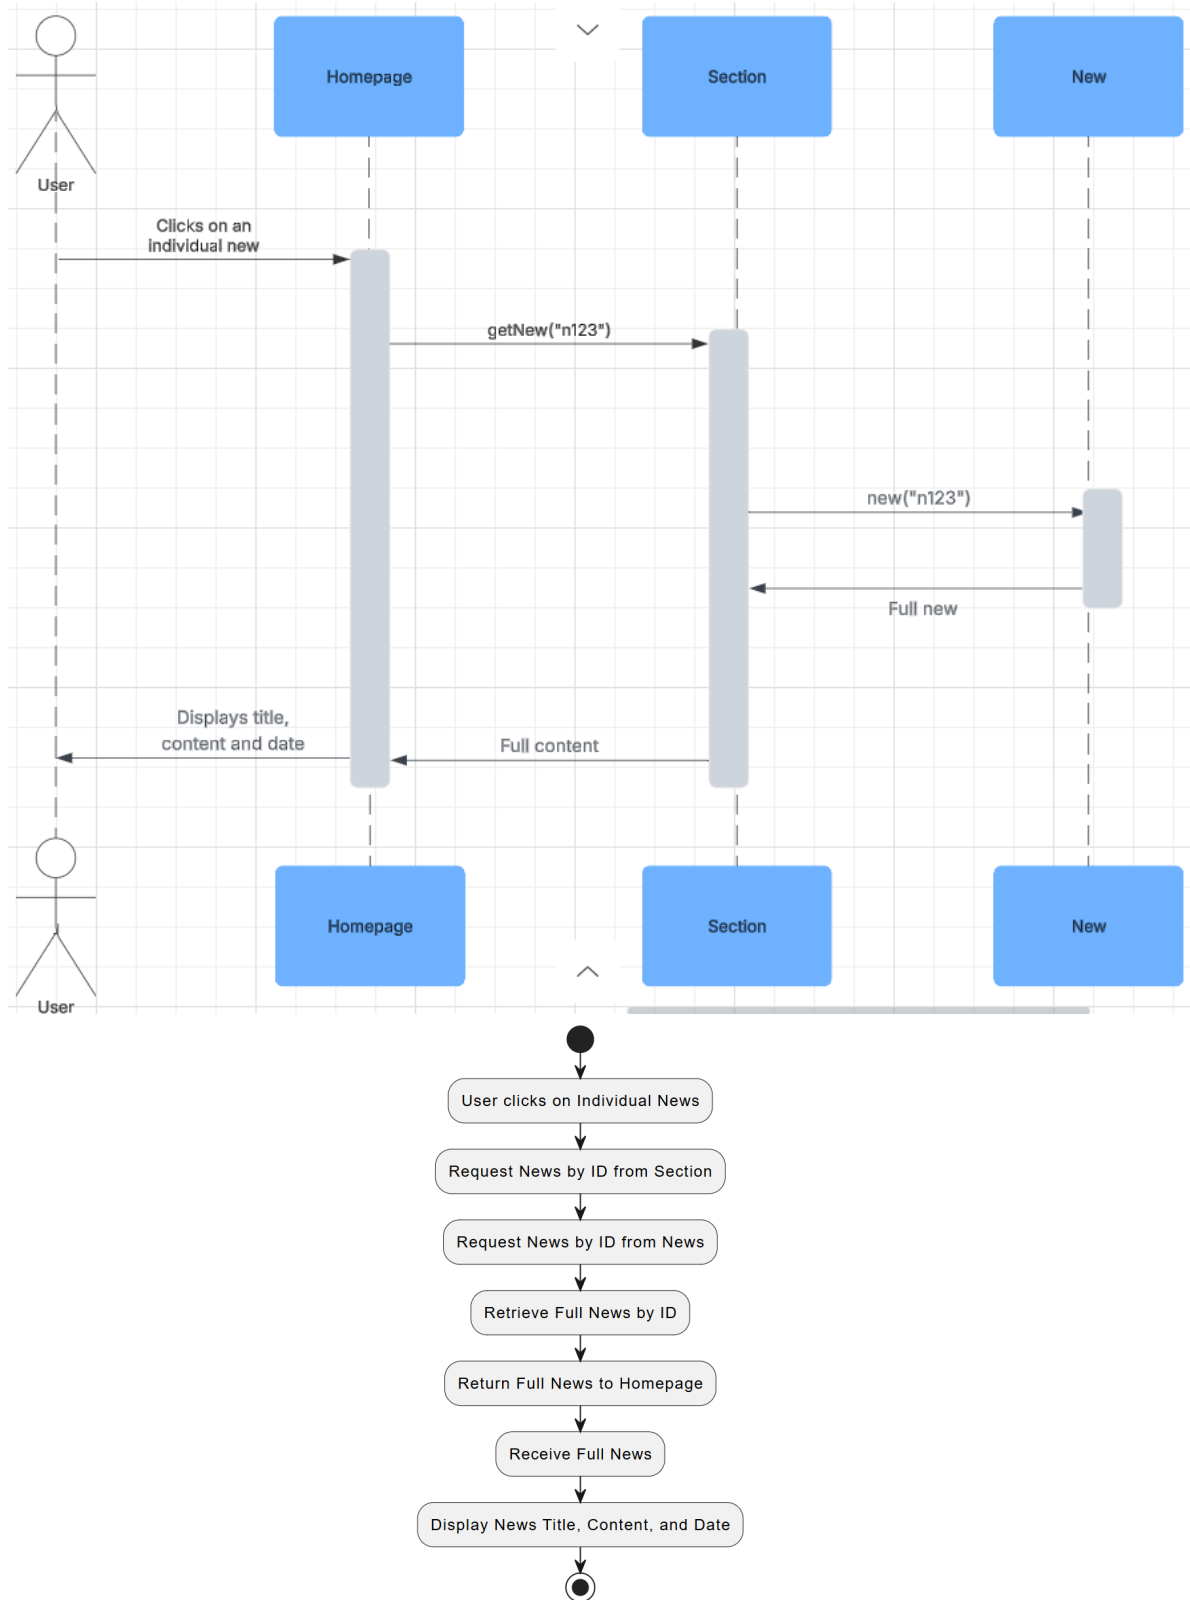 Homepage
Section
New
User
Clicks on an
individual new
getNew("n123")
new("n123")
Full new
Displays title,
content and date
Full content
Homepage
Section
New
User
User clicks on Individual News
Request News by ID from Section
Request News by ID from News
Retrieve Full News by ID
Return Full News to Homepage
Receive Full News
Display News Title, Content, and Date